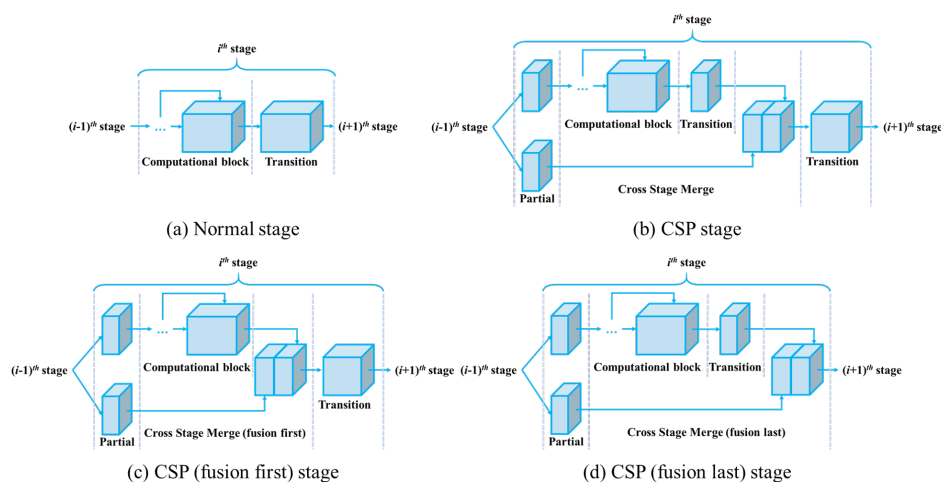 i^th stage
(i-1)^th stage
...
(i+1)^th stage
Computational block
Transition
(a) Normal stage
i^th stage
(i-1)^th stage
...
Computational block
Transition
(i+1)^th stage
Transition
Cross Stage Merge
Partial
(b) CSP stage
i^th stage
...
Computational block
(i-1)^th stage
(i+1)^th stage
Transition
Cross Stage Merge (fusion first)
Partial
(c) CSP (fusion first) stage
i^th stage
...
Computational block
Transition
(i-1)^th stage
(i+1)^th stage
Cross Stage Merge (fusion last)
Partial
(d) CSP (fusion last) stage